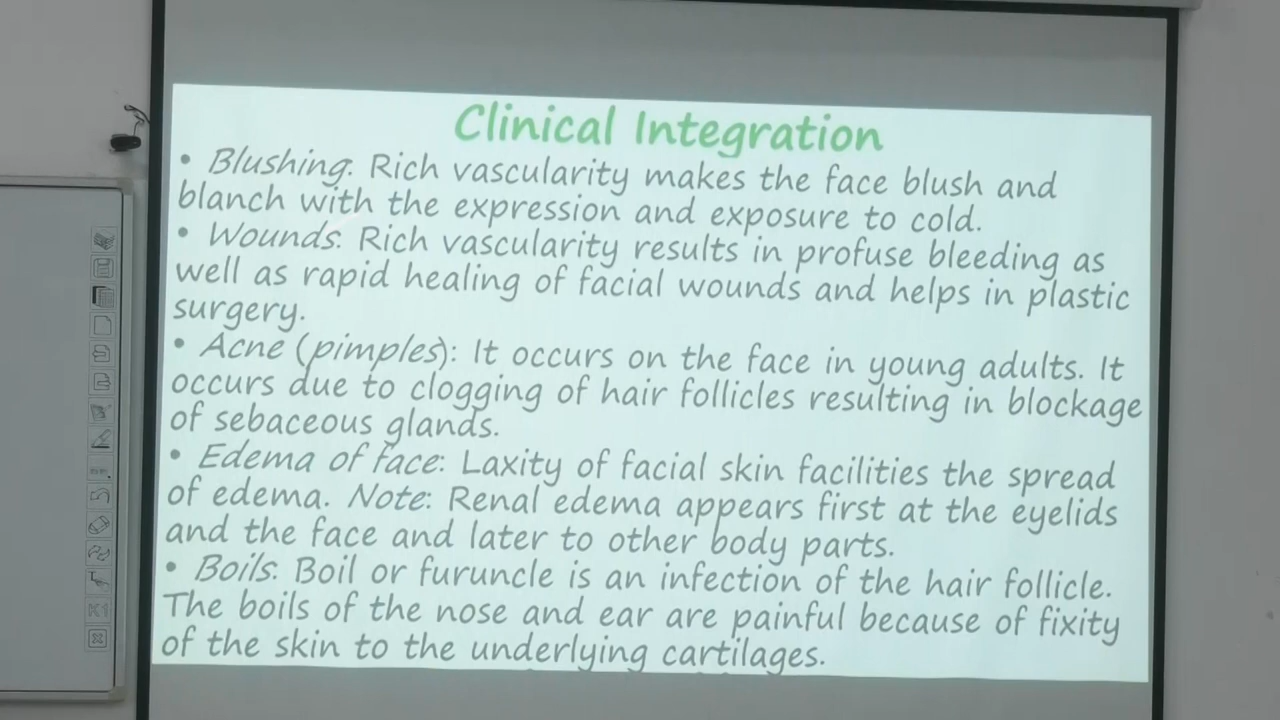 Clinical Integration
• Blushing: Rich vascularity makes the face blush and
blanch with the expression and exposure to cold.
• Wounds: Rich vascularity results in profuse bleeding as
well as rapid healing of facial wounds and helps in plastic
surgery.
• Acne (pimples): It occurs on the face in young adults. It
occurs due to clogging of hair follicles resulting in blockage
of sebaceous glands.
• Edema of face: Laxity of facial skin facilities the spread
of edema. Note: Renal edema appears first at the eyelids
and the face and later to other body parts.
• Boils: Boil or furuncle is an infection of the hair follicle.
The boils of the nose and ear are painful because of fixity
of the skin to the underlying cartilages.